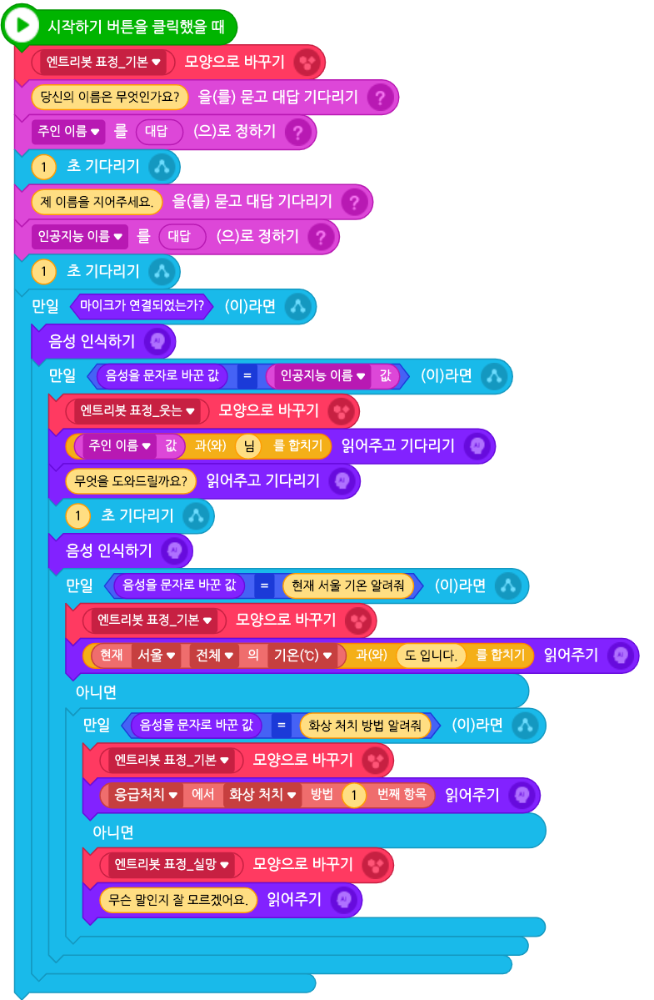 시작하기 버튼을 클릭했을 때
엔트리봇 표정_기본 모양으로 바꾸기
당신의 이름은 무엇인가요? 을(를) 묻고 대답 기다리기 ?
주인 이름 를 대답 (으)로 정하기 ?
1 초 기다리기
제 이름을 지어주세요. 을(를) 묻고 대답 기다리기 ?
인공지능 이름 를 대답 (으)로 정하기 ?
1 초 기다리기
만일 마이크가 연결되었는가? (이)라면
음성 인식하기 AI
만일 음성을 문자로 바꾼 값 = 인공지능 이름 값 (이)라면
엔트리봇 표정_웃는 모양으로 바꾸기
주인 이름 값 과(와) 님 를 합치기 읽어주고 기다리기 AI
무엇을 도와드릴까요? 읽어주고 기다리기 AI
1 초 기다리기
음성 인식하기 AI
만일 음성을 문자로 바꾼 값 = 현재 서울 기온 알려줘 (이)라면
엔트리봇 표정_기본 모양으로 바꾸기
현재 서울 전체 의 기온(℃) 과(와) 도 입니다. 를 합치기 읽어주기 AI
아니면
만일 음성을 문자로 바꾼 값 = 화상 처치 방법 알려줘 (이)라면
엔트리봇 표정_기본 모양으로 바꾸기
응급처치 에서 화상 처치 방법 1 번째 항목 읽어주기 AI
아니면
엔트리봇 표정_실망 모양으로 바꾸기
무슨 말인지 잘 모르겠어요. 읽어주기 AI